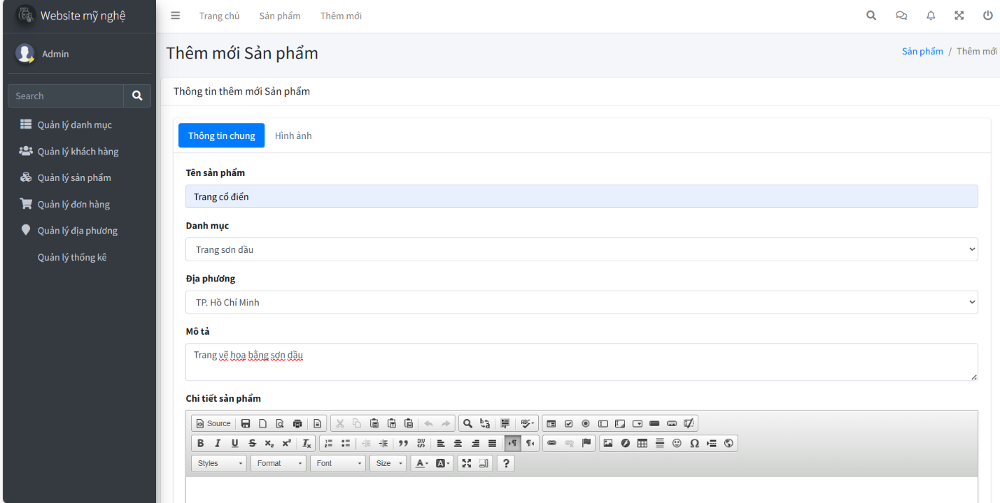 Website mỹ nghệ
Trang chủ Sản phẩm Thêm mới
Admin
Thêm mới Sản phẩm
Sản phẩm / Thêm mới
Search
Thông tin thêm mới Sản phẩm
Quản lý danh mục
Quản lý khách hàng
Quản lý sản phẩm
Quản lý đơn hàng
Quản lý địa phương
Quản lý thống kê
Thông tin chung Hình ảnh
Tên sản phẩm
Trang cổ điển
Danh mục
Trang sơn dầu
Địa phương
TP. Hồ Chí Minh
Mô tả
Trang vẽ hoạ bằng sơn dầu
Chi tiết sản phẩm
Source
Styles Format Font Size